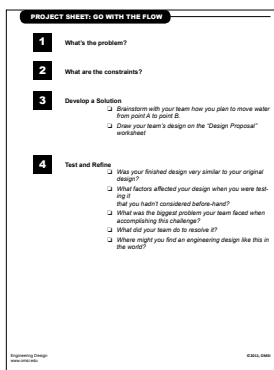 PROJECT SHEET: GO WITH THE FLOW
1 What's the problem?
2 What are the constraints?
3 Develop a Solution
❏ Brainstorm with your team how you plan to move water
from point A to point B.
❏ Draw your team's design on the "Design Proposal"
worksheet
4 Test and Refine
❏ Was your finished design very similar to your original
design?
❏ What factors affected your design when you were test-
ing it
that you hadn't considered before-hand?
❏ What was the biggest problem your team faced when
accomplishing this challenge?
❏ What did your team do to resolve it?
❏ Where might you find an engineering design like this in
the world?
Engineering Design
www.omsi.edu
©2011, OMSI